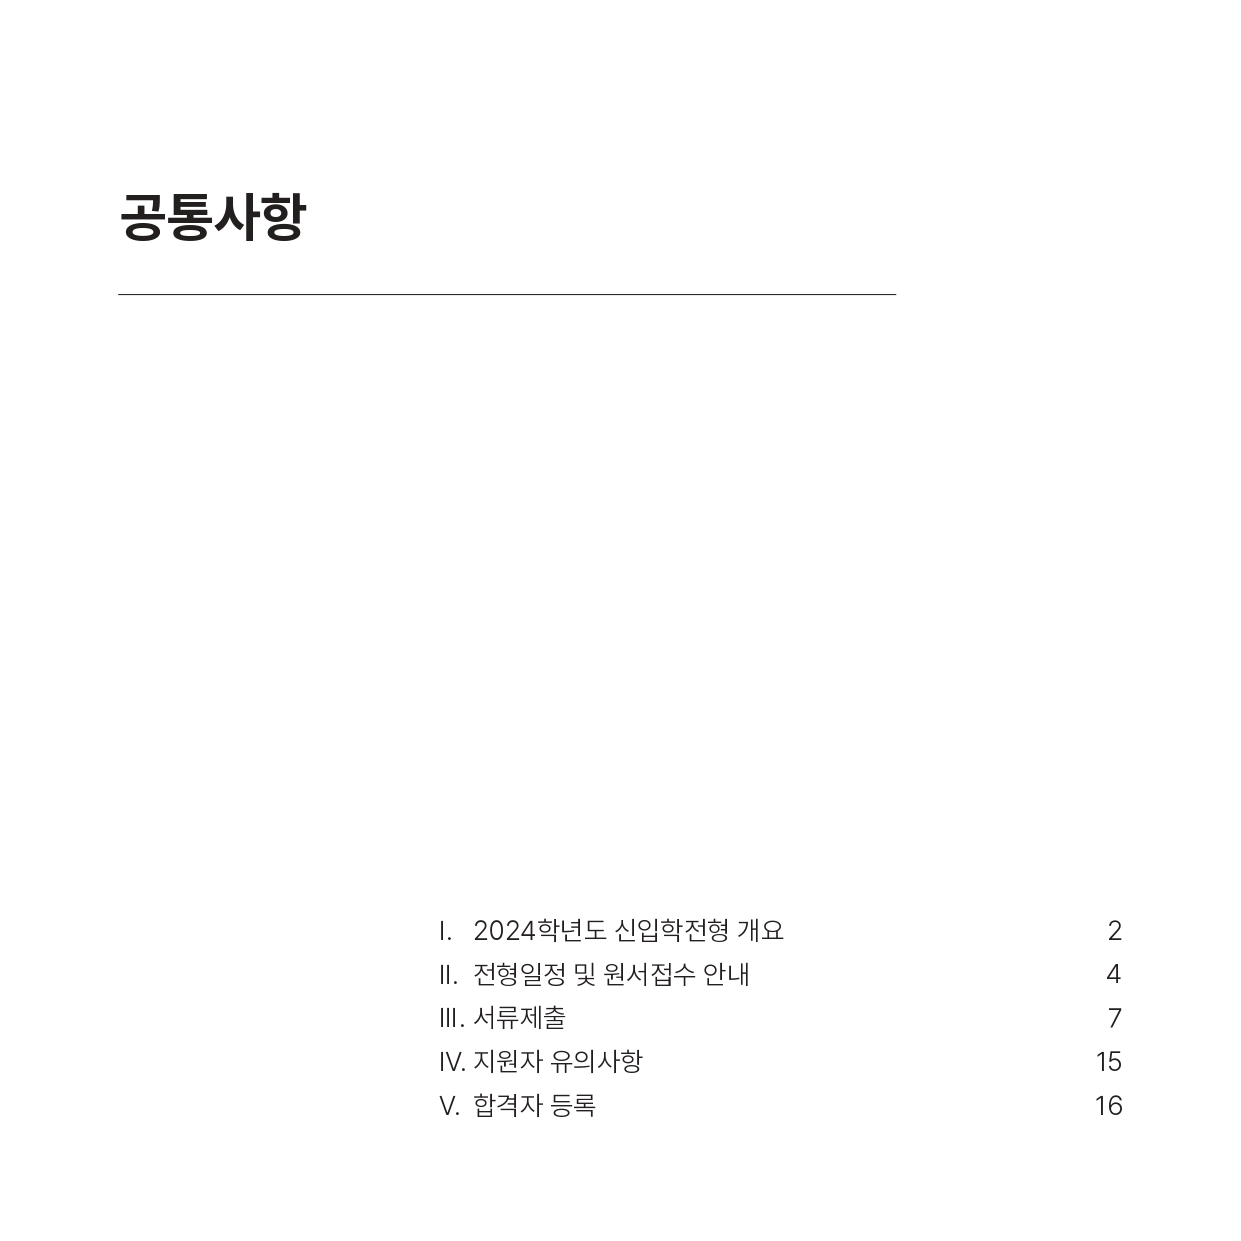 공통사항
I. 2024학년도 신입학전형 개요 2
II. 전형일정 및 원서접수 안내 4
III. 서류제출 7
IV. 지원자 유의사항 15
V. 합격자 등록 16